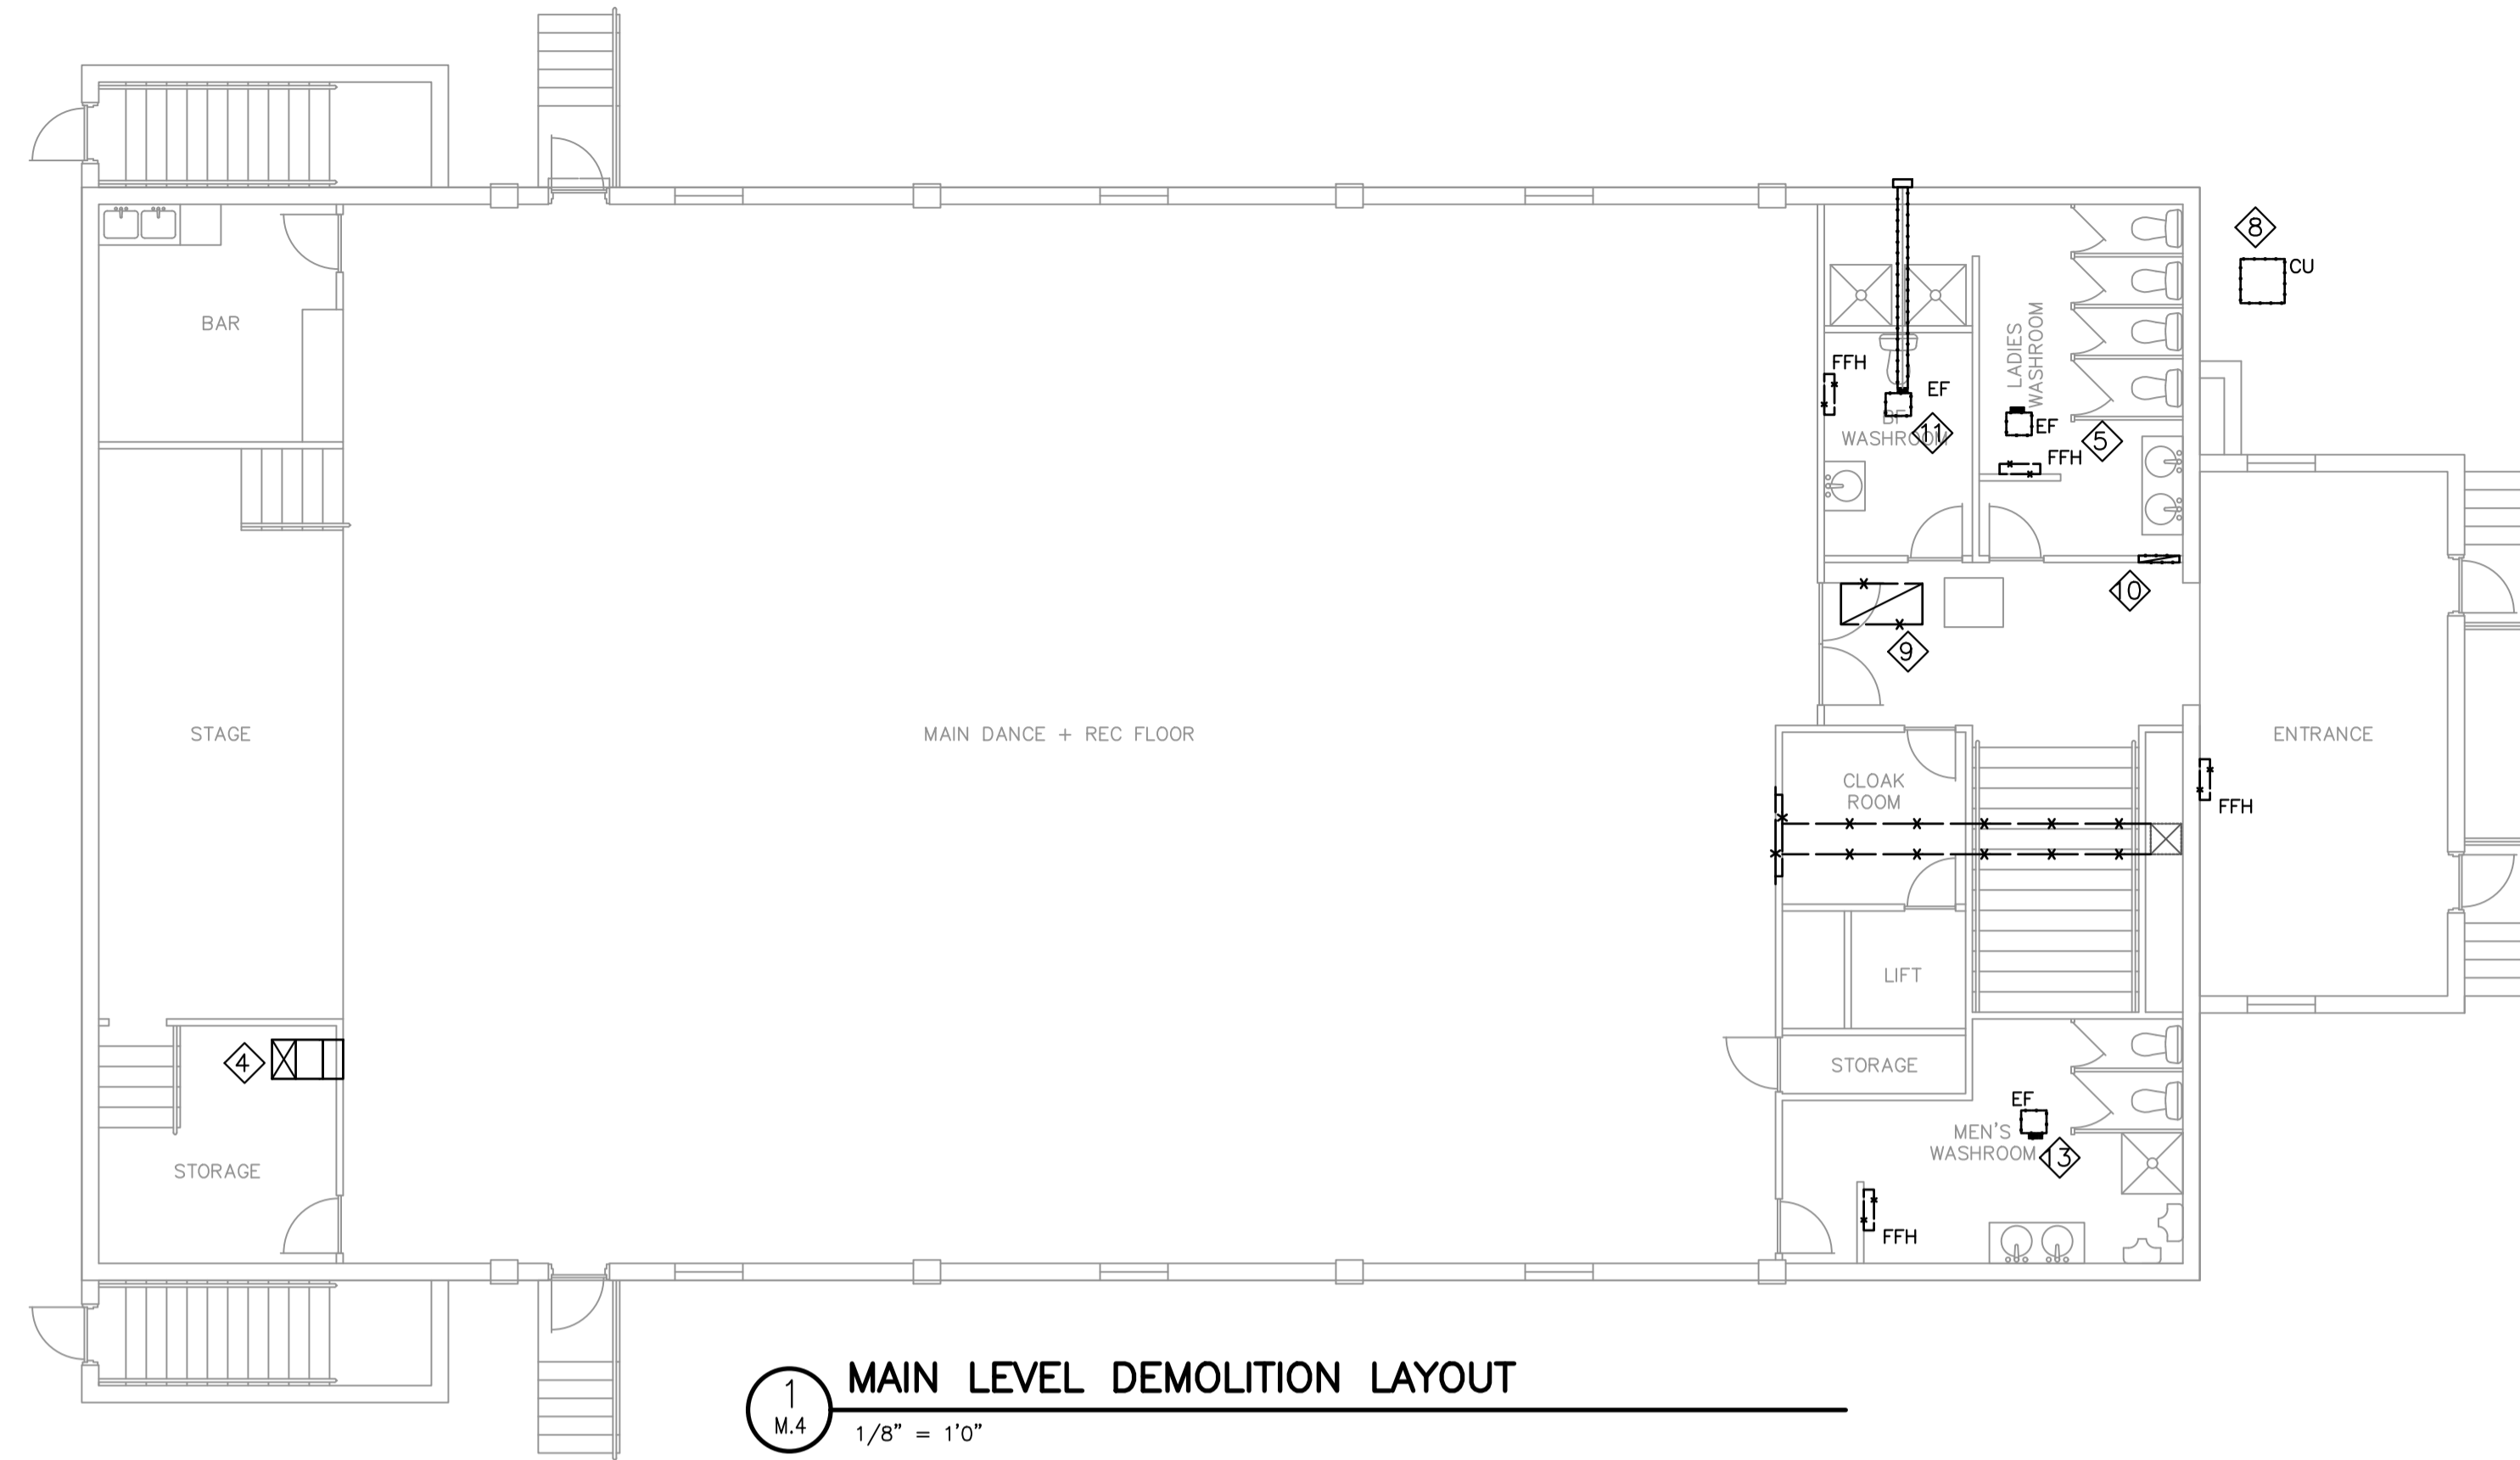 8
CU
BAR
LADIES
WASHROOM
FFH
EF
BF
WASHROOM
11
EF
5
FFH
10
9
STAGE
MAIN DANCE + REC FLOOR
ENTRANCE
CLOAK
ROOM
FFH
LIFT
4
STORAGE
STORAGE
EF
MEN'S
WASHROOM
13
FFH
1
M.4
MAIN LEVEL DEMOLITION LAYOUT
1/8" = 1'0"